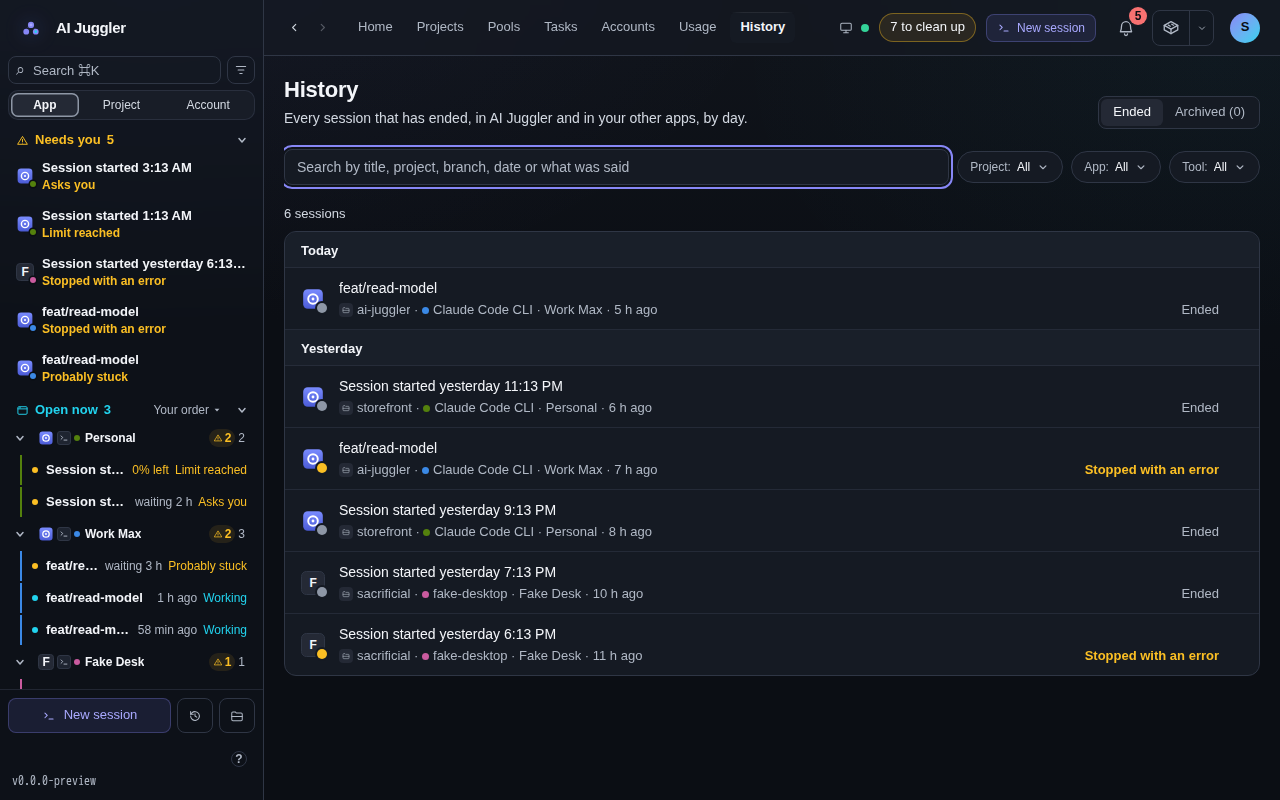 AI Juggler
Search ⌘K
App Project Account
Needs you 5
Session started 3:13 AM
Asks you
Session started 1:13 AM
Limit reached
F
Session started yesterday 6:13…
Stopped with an error
feat/read-model
Stopped with an error
feat/read-model
Probably stuck
Open now 3 Your order
Personal 2 2
Session st… 0% left Limit reached
Session st… waiting 2 h Asks you
Work Max 2 3
feat/re… waiting 3 h Probably stuck
feat/read-model 1 h ago Working
feat/read-m… 58 min ago Working
F Fake Desk 1 1
New session
?
v0.0.0-preview
Home Projects Pools Tasks Accounts Usage History
7 to clean up
New session
5
S
History
Every session that has ended, in AI Juggler and in your other apps, by day.
Ended Archived (0)
Search by title, project, branch, date or what was said
Project: All App: All Tool: All
6 sessions
Today
feat/read-model
ai-juggler · Claude Code CLI · Work Max · 5 h ago Ended
Yesterday
Session started yesterday 11:13 PM
storefront · Claude Code CLI · Personal · 6 h ago Ended
feat/read-model
ai-juggler · Claude Code CLI · Work Max · 7 h ago Stopped with an error
Session started yesterday 9:13 PM
storefront · Claude Code CLI · Personal · 8 h ago Ended
F
Session started yesterday 7:13 PM
sacrificial · fake-desktop · Fake Desk · 10 h ago Ended
F
Session started yesterday 6:13 PM
sacrificial · fake-desktop · Fake Desk · 11 h ago Stopped with an error